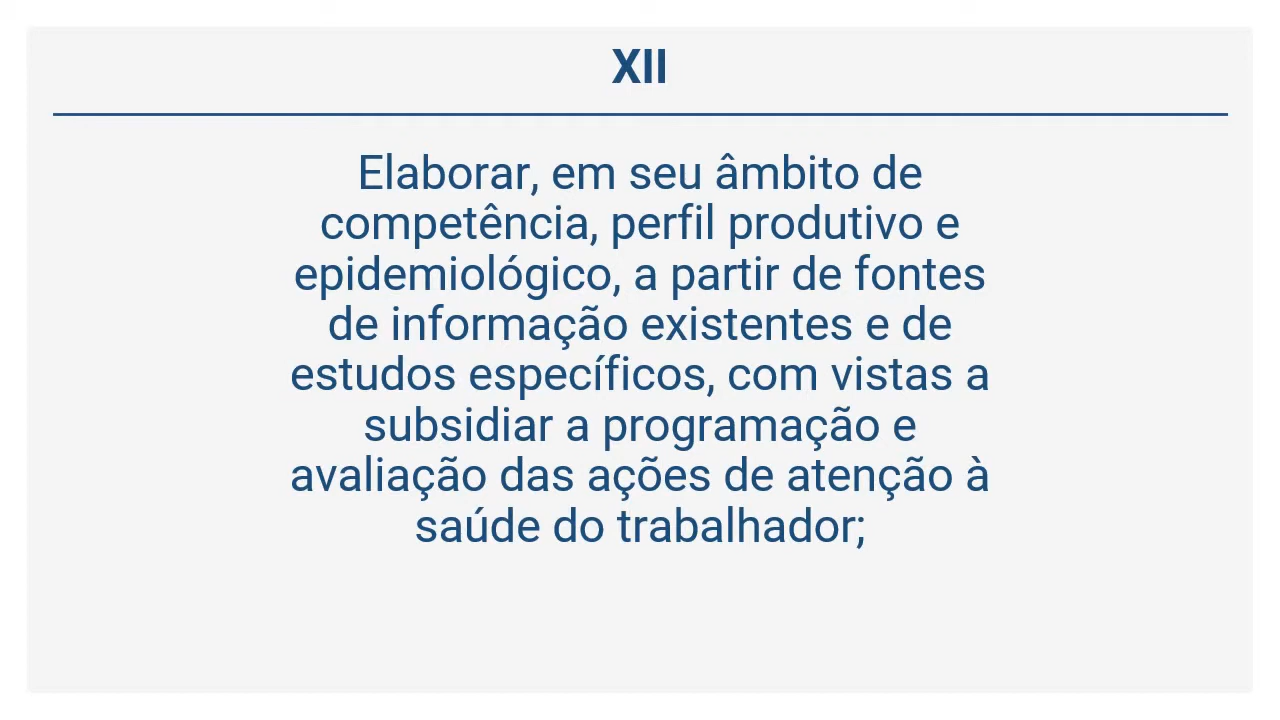 XII
Elaborar, em seu âmbito de
competência, perfil produtivo e
epidemiológico, a partir de fontes
de informação existentes e de
estudos específicos, com vistas a
subsidiar a programação e
avaliação das ações de atenção à
saúde do trabalhador;